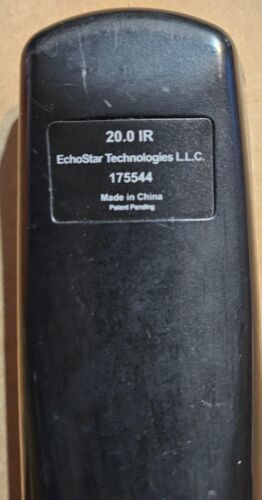 20.0 IR
EchoStar Technologies L.L.C.
175544
Made in China
Patent Pending